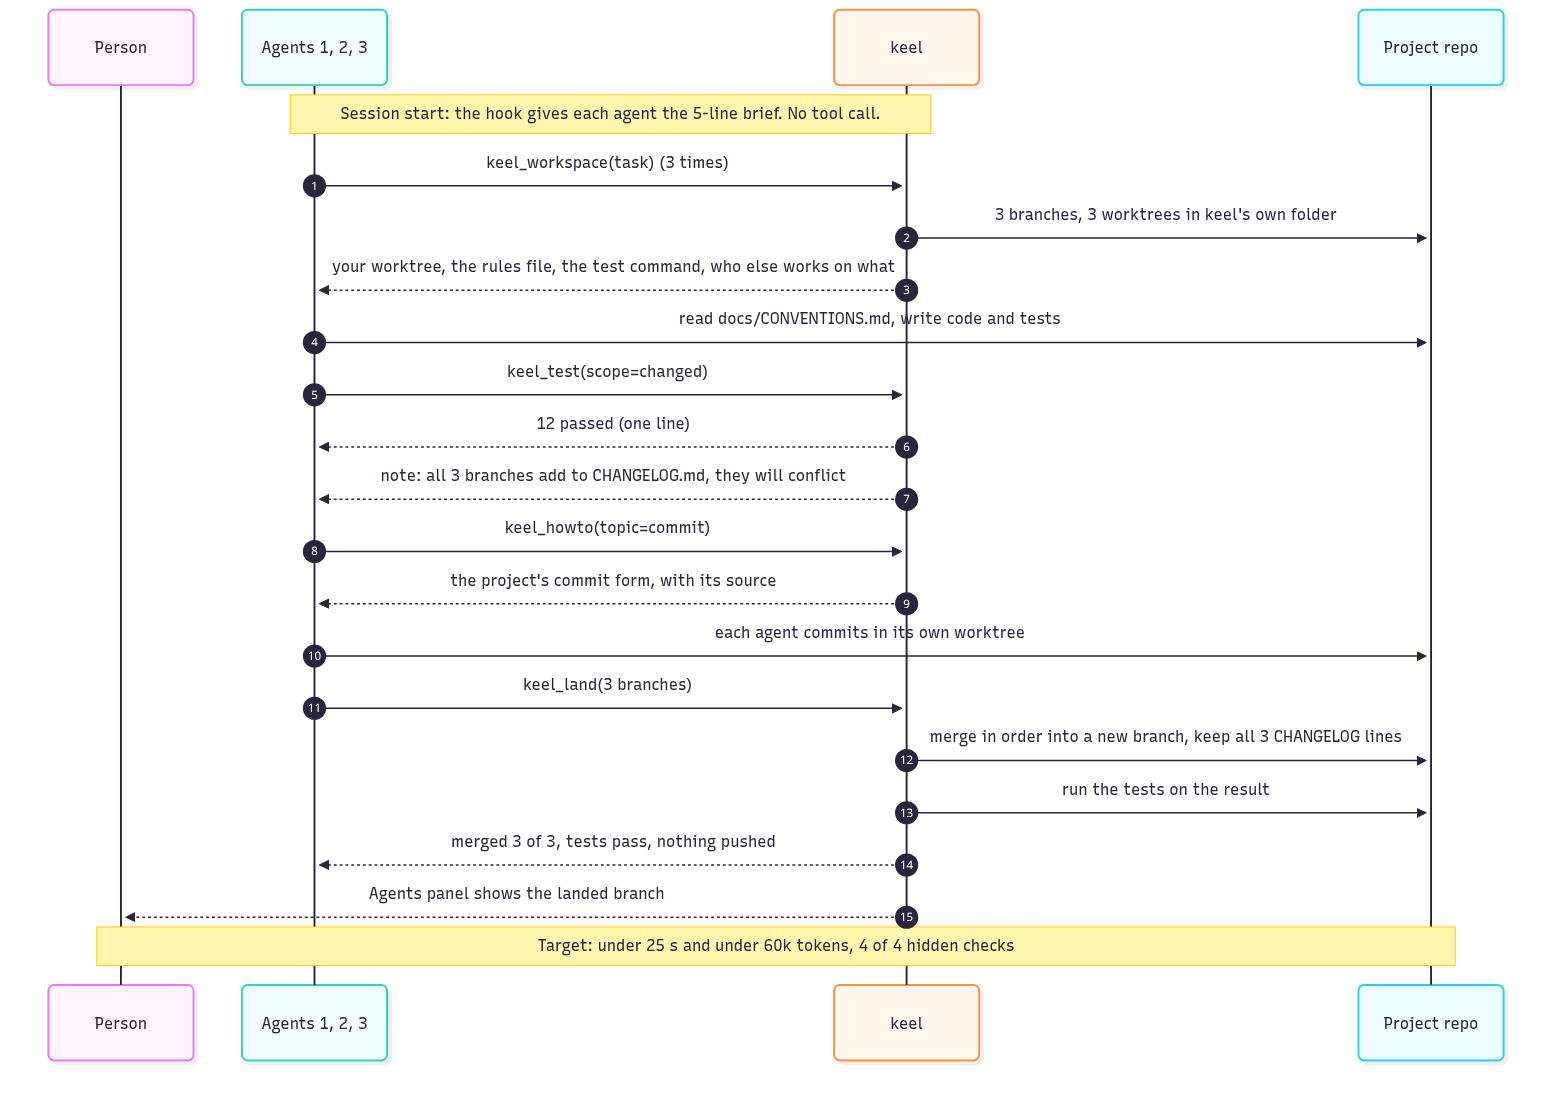 Person
Agents 1, 2, 3
keel
Project repo
Session start: the hook gives each agent the 5-line brief. No tool call.
keel_workspace(task) (3 times)
1
3 branches, 3 worktrees in keel's own folder
2
your worktree, the rules file, the test command, who else works on what
3
read docs/CONVENTIONS.md, write code and tests
4
keel_test(scope=changed)
5
12 passed (one line)
6
note: all 3 branches add to CHANGELOG.md, they will conflict
7
keel_howto(topic=commit)
8
the project's commit form, with its source
9
each agent commits in its own worktree
10
keel_land(3 branches)
11
merge in order into a new branch, keep all 3 CHANGELOG lines
12
run the tests on the result
13
merged 3 of 3, tests pass, nothing pushed
14
Agents panel shows the landed branch
15
Target: under 25 s and under 60k tokens, 4 of 4 hidden checks
Person
Agents 1, 2, 3
keel
Project repo